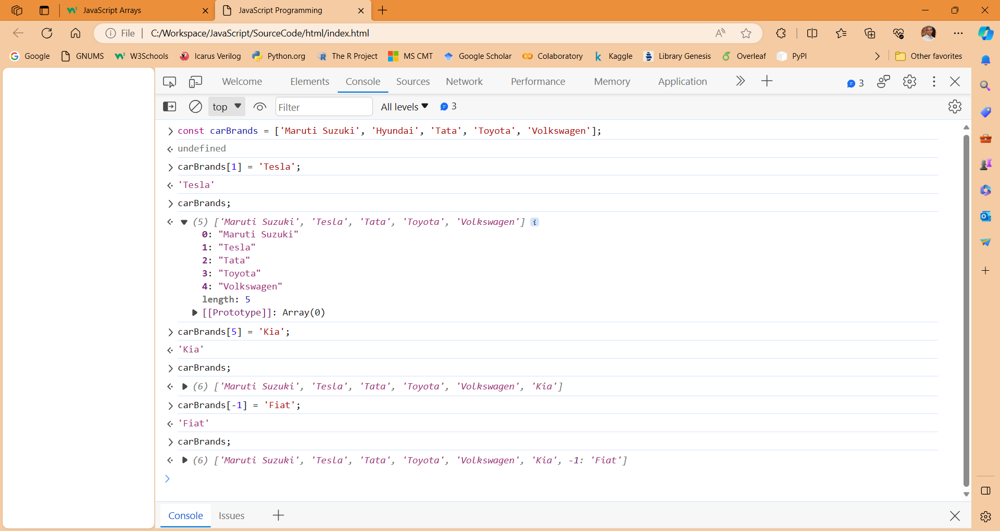 JavaScript Arrays
JavaScript Programming
File C:/Workspace/JavaScript/SourceCode/html/index.html
Google GNUMS W3Schools Icarus Verilog Python.org The R Project MS CMT Google Scholar Colaboratory Kaggle Library Genesis Overleaf PyPI Other favorites
Welcome Elements Console Sources Network Performance Memory Application 3
top Filter All levels 3
const carBrands = ['Maruti Suzuki', 'Hyundai', 'Tata', 'Toyota', 'Volkswagen'];
undefined
carBrands[1] = 'Tesla';
'Tesla'
carBrands;
(5) ['Maruti Suzuki', 'Tesla', 'Tata', 'Toyota', 'Volkswagen'] i
0: "Maruti Suzuki"
1: "Tesla"
2: "Tata"
3: "Toyota"
4: "Volkswagen"
length: 5
[[Prototype]]: Array(0)
carBrands[5] = 'Kia';
'Kia'
carBrands;
(6) ['Maruti Suzuki', 'Tesla', 'Tata', 'Toyota', 'Volkswagen', 'Kia']
carBrands[-1] = 'Fiat';
'Fiat'
carBrands;
(6) ['Maruti Suzuki', 'Tesla', 'Tata', 'Toyota', 'Volkswagen', 'Kia', -1: 'Fiat']
Console Issues